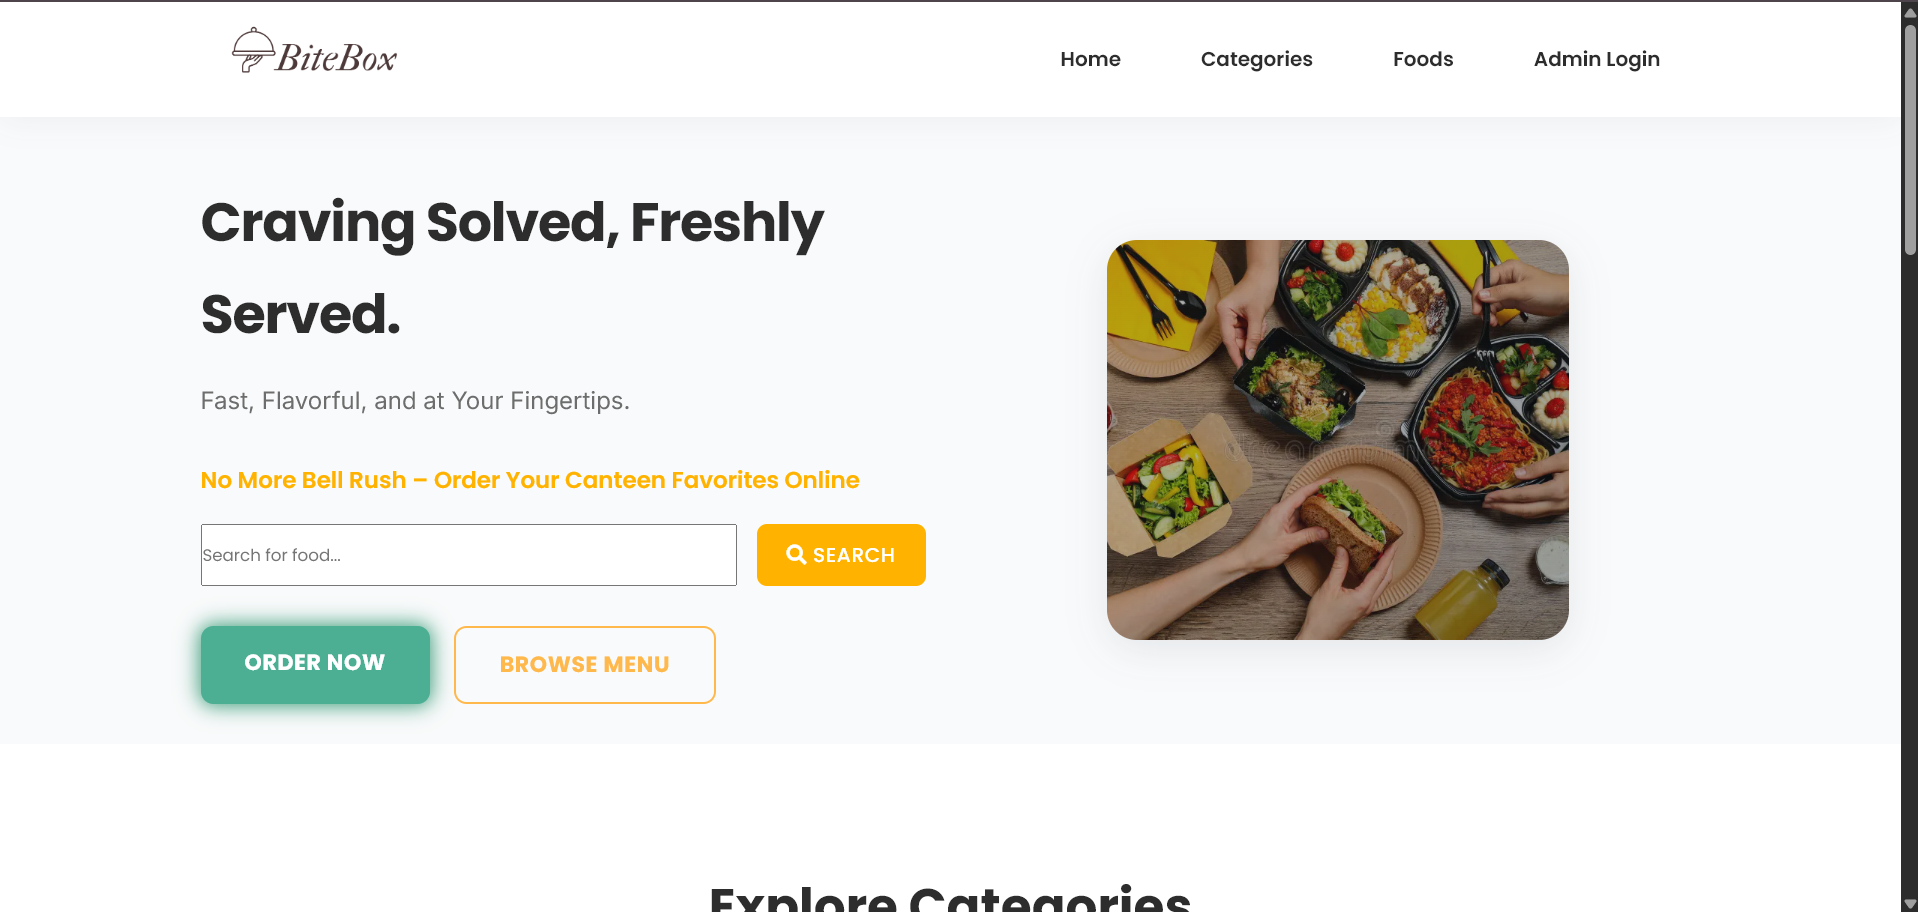 BiteBox
Home
Categories
Foods
Admin Login
Craving Solved, Freshly
Served.
Fast, Flavorful, and at Your Fingertips.
No More Bell Rush – Order Your Canteen Favorites Online
Search for food...
SEARCH
ORDER NOW
BROWSE MENU
Explore Categories